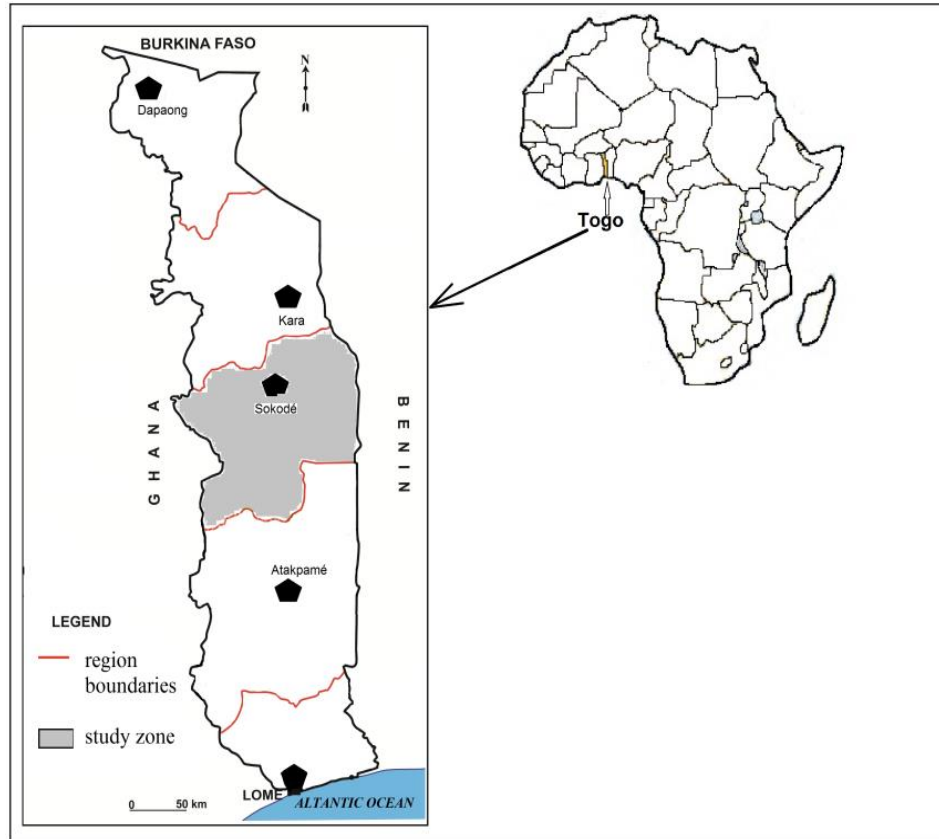 BURKINA FASO
N
Dapaong
Togo
Kara
Sokodé
GHANA
BENIN
Atakpamé
LEGEND
region
boundaries
study zone
LOME
0 50 km
ALTANTIC OCEAN